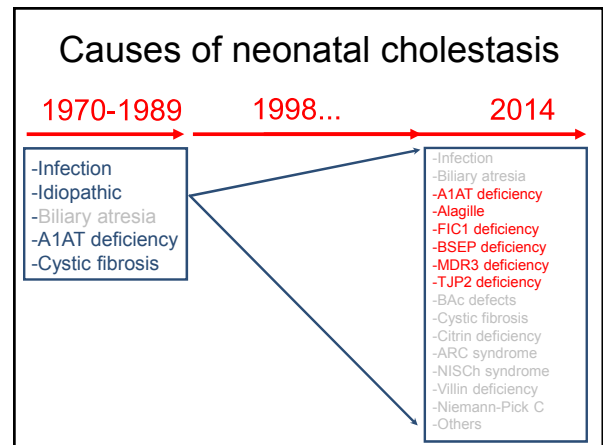 Causes of neonatal cholestasis
1970-1989
1998...
2014
-Infection
-Idiopathic
-Biliary atresia
-A1AT deficiency
-Cystic fibrosis
-Infection
-Biliary atresia
-A1AT deficiency
-Alagille
-FIC1 deficiency
-BSEP deficiency
-MDR3 deficiency
-TJP2 deficiency
-BAc defects
-Cystic fibrosis
-Citrin deficiency
-ARC syndrome
-NISCh syndrome
-Villin deficiency
-Niemann-Pick C
-Others